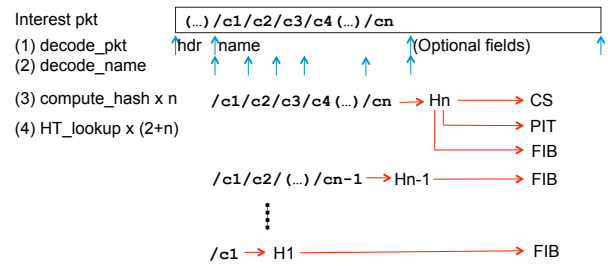 Interest pkt (…)/c1/c2/c3/c4(…)/cn
(1) decode_pkt hdr name (Optional fields)
(2) decode_name
(3) compute_hash x n /c1/c2/c3/c4(…)/cn Hn CS
(4) HT_lookup x (2+n) PIT
FIB
/c1/c2/(…)/cn-1 Hn-1 FIB
/c1 H1 FIB